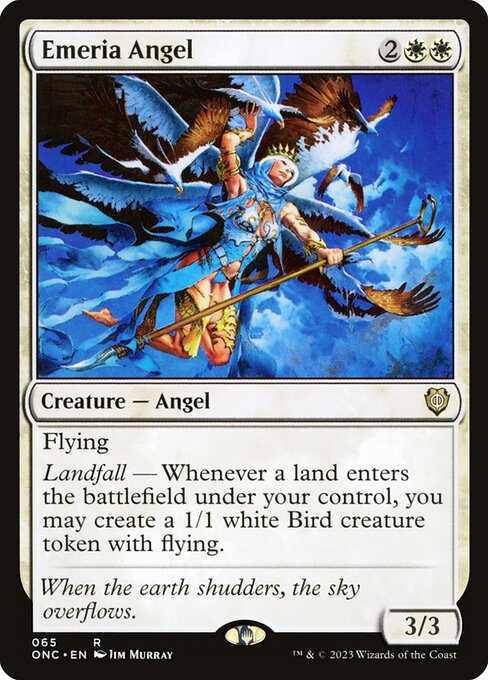 Emeria Angel 2
Creature — Angel
Flying
Landfall — Whenever a land enters
the battlefield under your control, you
may create a 1/1 white Bird creature
token with flying.
When the earth shudders, the sky
overflows.
3/3
065 R
ONC • EN JIM MURRAY
™ & © 2023 Wizards of the Coast